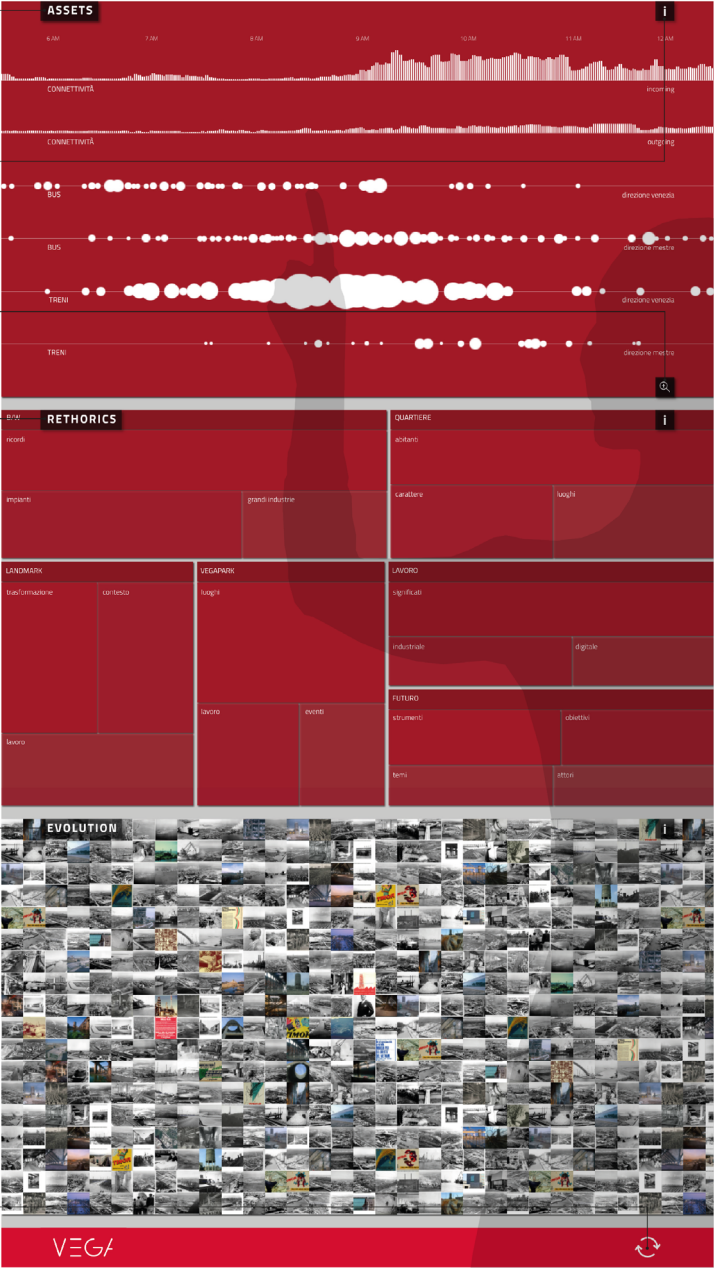 ASSETS
i
6 AM 7 AM 8 AM 9 AM 10 AM 11 AM 12 AM
CONNETTIVITÀ incoming
CONNETTIVITÀ outgoing
BUS direzione venezia
BUS direzione mestre
TRENI direzione venezia
TRENI direzione mestre
B/W
RETHORICS
QUARTIERE
i
ricordi
abitanti
impianti
grandi industrie
carattere
luoghi
LANDMARK
VEGAPARK
LAVORO
trasformazione
contesto
luoghi
significati
industriale
digitale
FUTURO
lavoro
eventi
strumenti
obiettivi
lavoro
temi
attori
EVOLUTION
i
VEGA